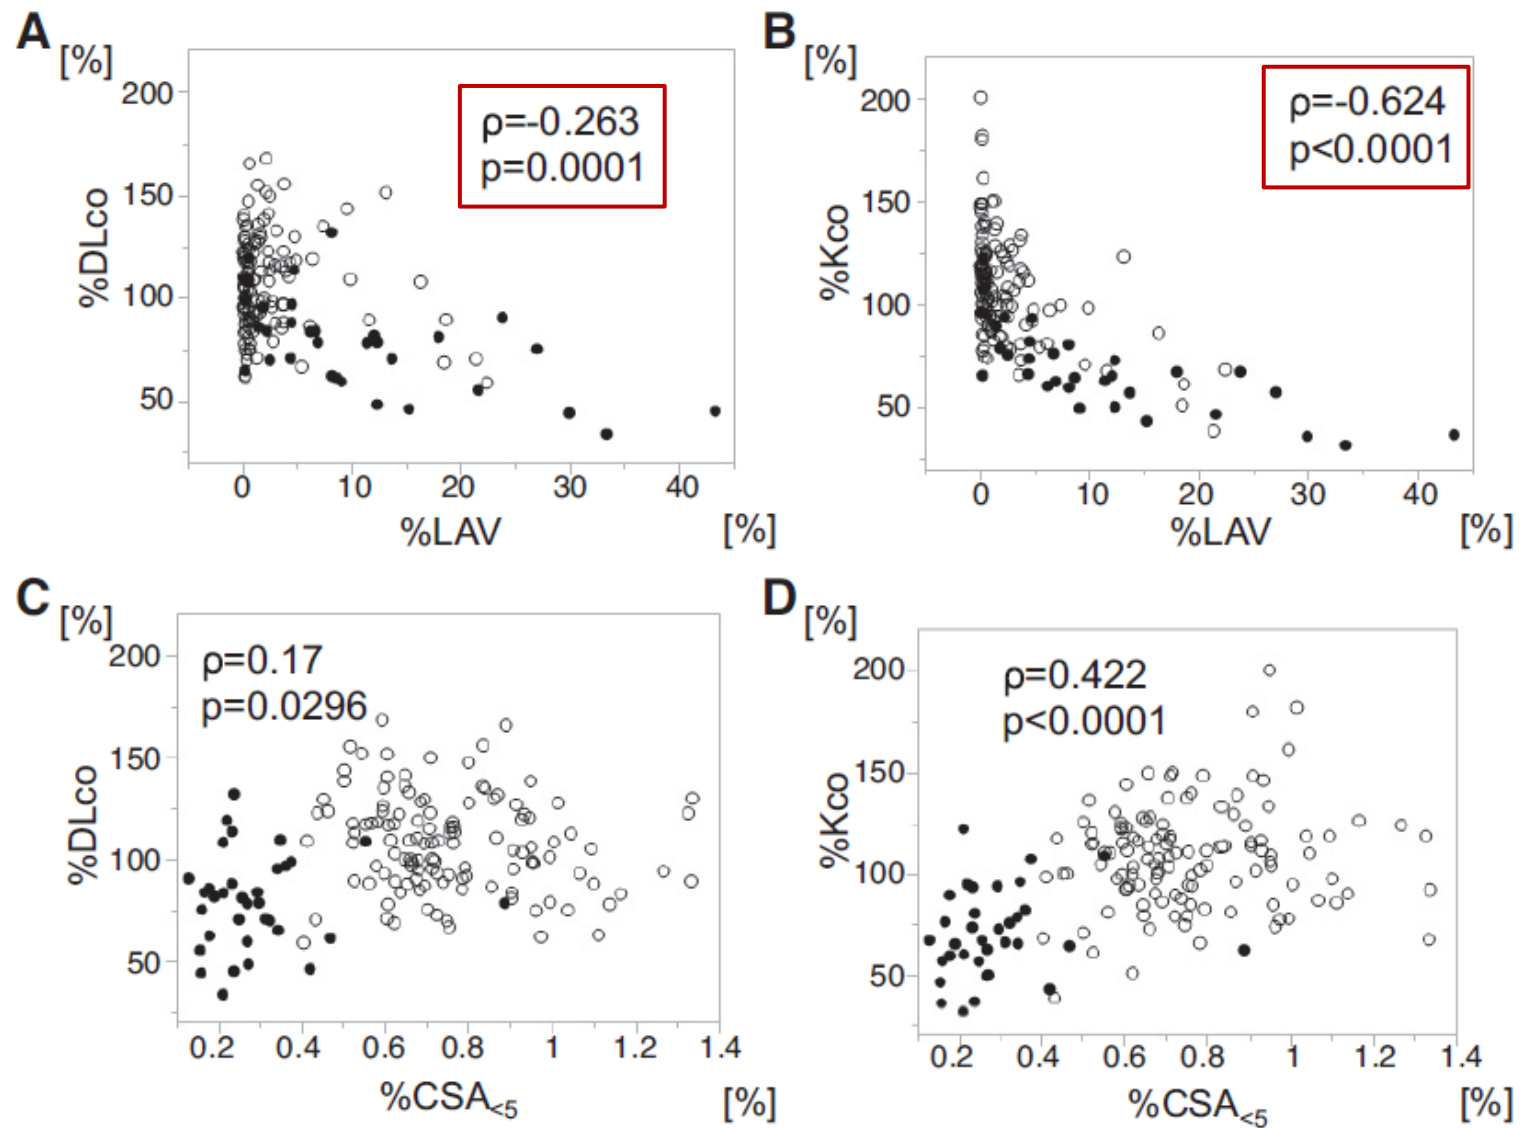 A
[%]
ρ=-0.263
p=0.0001
%DLco
200
150
100
50
0 10 20 30 40
%LAV [%]
B
[%]
ρ=-0.624
p<0.0001
%Kco
200
150
100
50
0 10 20 30 40
%LAV [%]
C
[%]
ρ=0.17
p=0.0296
%DLco
200
150
100
50
0.2 0.4 0.6 0.8 1 1.2 1.4
%CSA<5 [%]
D
[%]
ρ=0.422
p<0.0001
%Kco
200
150
100
50
0.2 0.4 0.6 0.8 1 1.2 1.4
%CSA<5 [%]